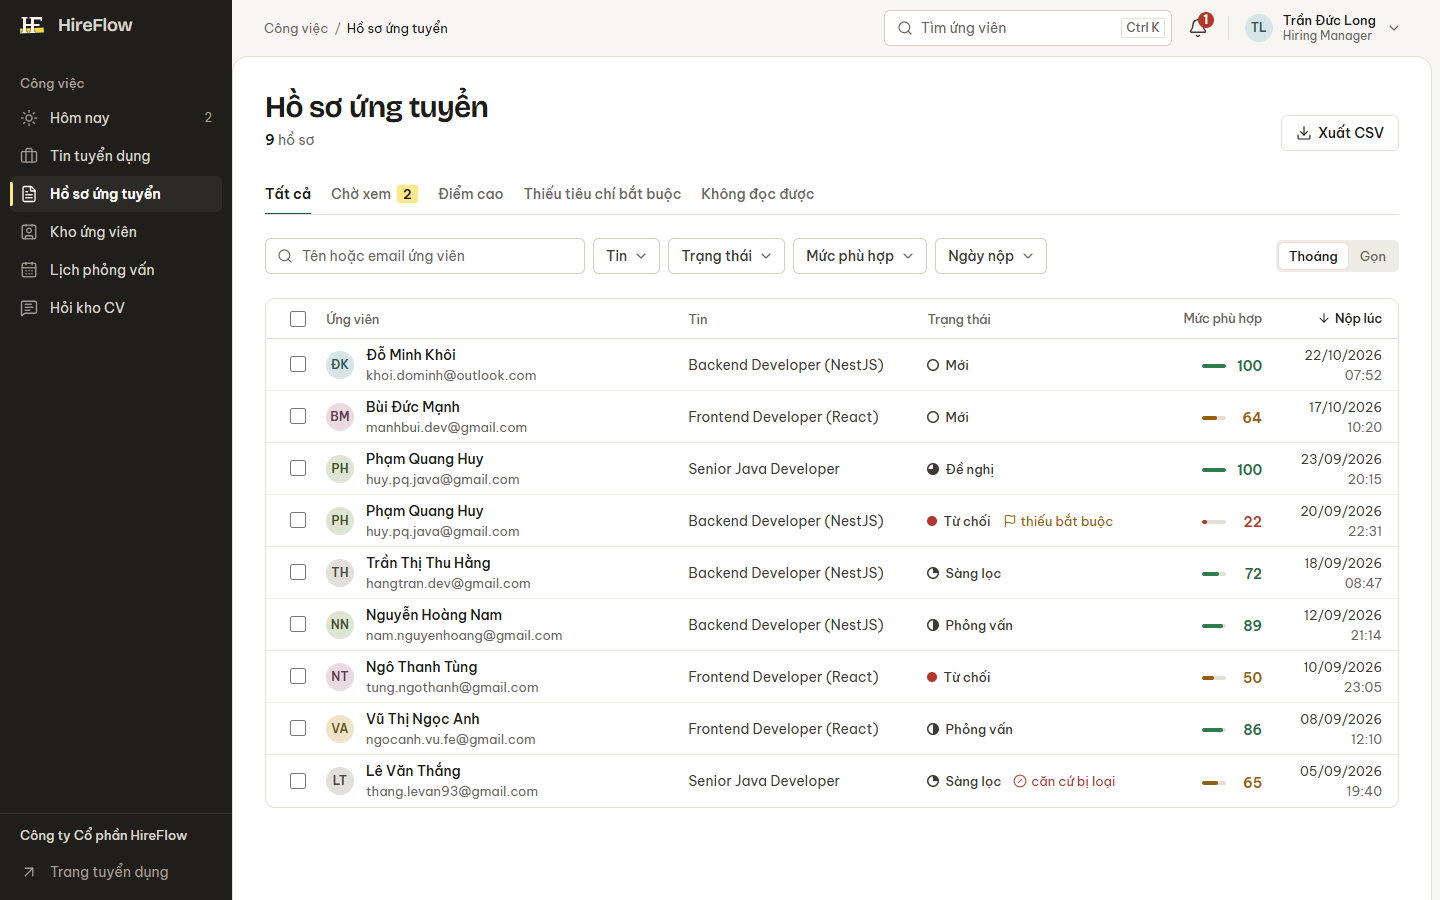 HireFlow
Công việc / Hồ sơ ứng tuyển
Tìm ứng viên
Ctrl K
1
TL
Trần Đức Long
Hiring Manager
Công việc
Hôm nay 2
Tin tuyển dụng
Hồ sơ ứng tuyển
Kho ứng viên
Lịch phỏng vấn
Hỏi kho CV
Công ty Cổ phần HireFlow
Trang tuyển dụng
Hồ sơ ứng tuyển
9 hồ sơ
Xuất CSV
Tất cả Chờ xem 2 Điểm cao Thiếu tiêu chí bắt buộc Không đọc được
Tên hoặc email ứng viên Tin Trạng thái Mức phù hợp Ngày nộp Thoáng Gọn
Ứng viên Tin Trạng thái Mức phù hợp Nộp lúc
ĐK Đỗ Minh Khôi Backend Developer (NestJS) Mới 100 22/10/2026
khoi.dominh@outlook.com 07:52
BM Bùi Đức Mạnh Frontend Developer (React) Mới 64 17/10/2026
manhbui.dev@gmail.com 10:20
PH Phạm Quang Huy Senior Java Developer Đề nghị 100 23/09/2026
huy.pq.java@gmail.com 20:15
PH Phạm Quang Huy Backend Developer (NestJS) Từ chối thiếu bắt buộc 22 20/09/2026
huy.pq.java@gmail.com 22:31
TH Trần Thị Thu Hằng Backend Developer (NestJS) Sàng lọc 72 18/09/2026
hangtran.dev@gmail.com 08:47
NN Nguyễn Hoàng Nam Backend Developer (NestJS) Phỏng vấn 89 12/09/2026
nam.nguyenhoang@gmail.com 21:14
NT Ngô Thanh Tùng Frontend Developer (React) Từ chối 50 10/09/2026
tung.ngothanh@gmail.com 23:05
VA Vũ Thị Ngọc Anh Frontend Developer (React) Phỏng vấn 86 08/09/2026
ngocanh.vu.fe@gmail.com 12:10
LT Lê Văn Thắng Senior Java Developer Sàng lọc căn cứ bị loại 65 05/09/2026
thang.levan93@gmail.com 19:40